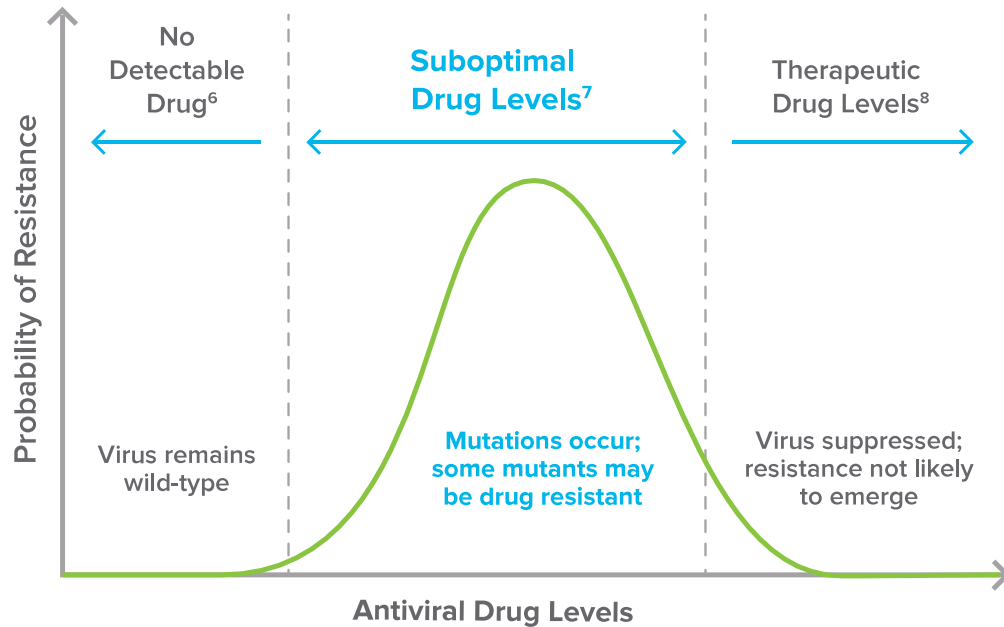 No
Detectable
Drug⁶
Suboptimal
Drug Levels⁷
Therapeutic
Drug Levels⁸
Probability of Resistance
Virus remains
wild-type
Mutations occur;
some mutants may
be drug resistant
Virus suppressed;
resistance not likely
to emerge
Antiviral Drug Levels